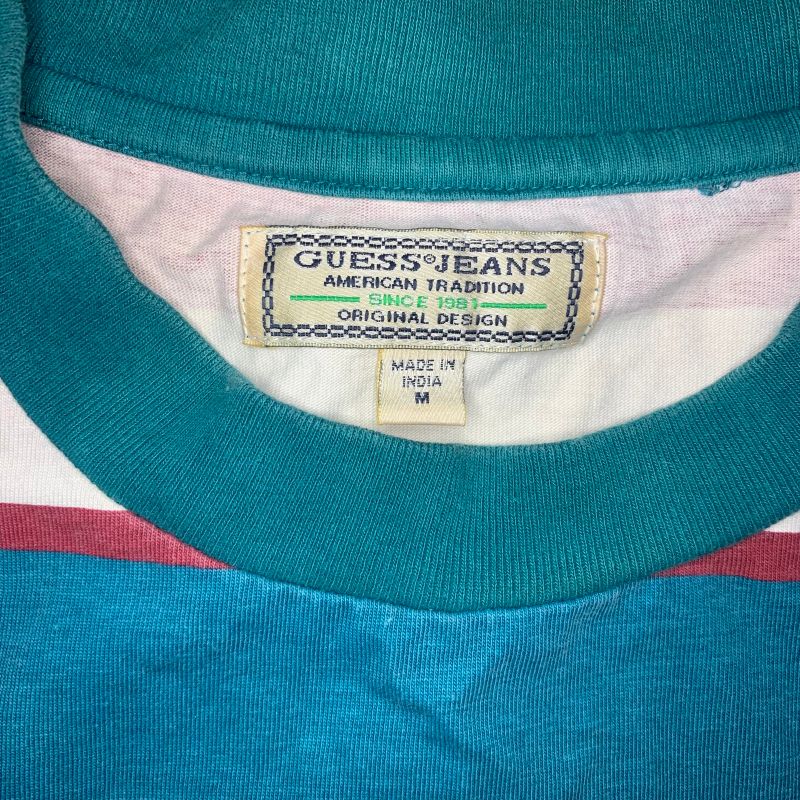 GUESS® JEANS
AMERICAN TRADITION
SINCE 1981
ORIGINAL DESIGN
MADE IN
INDIA
M